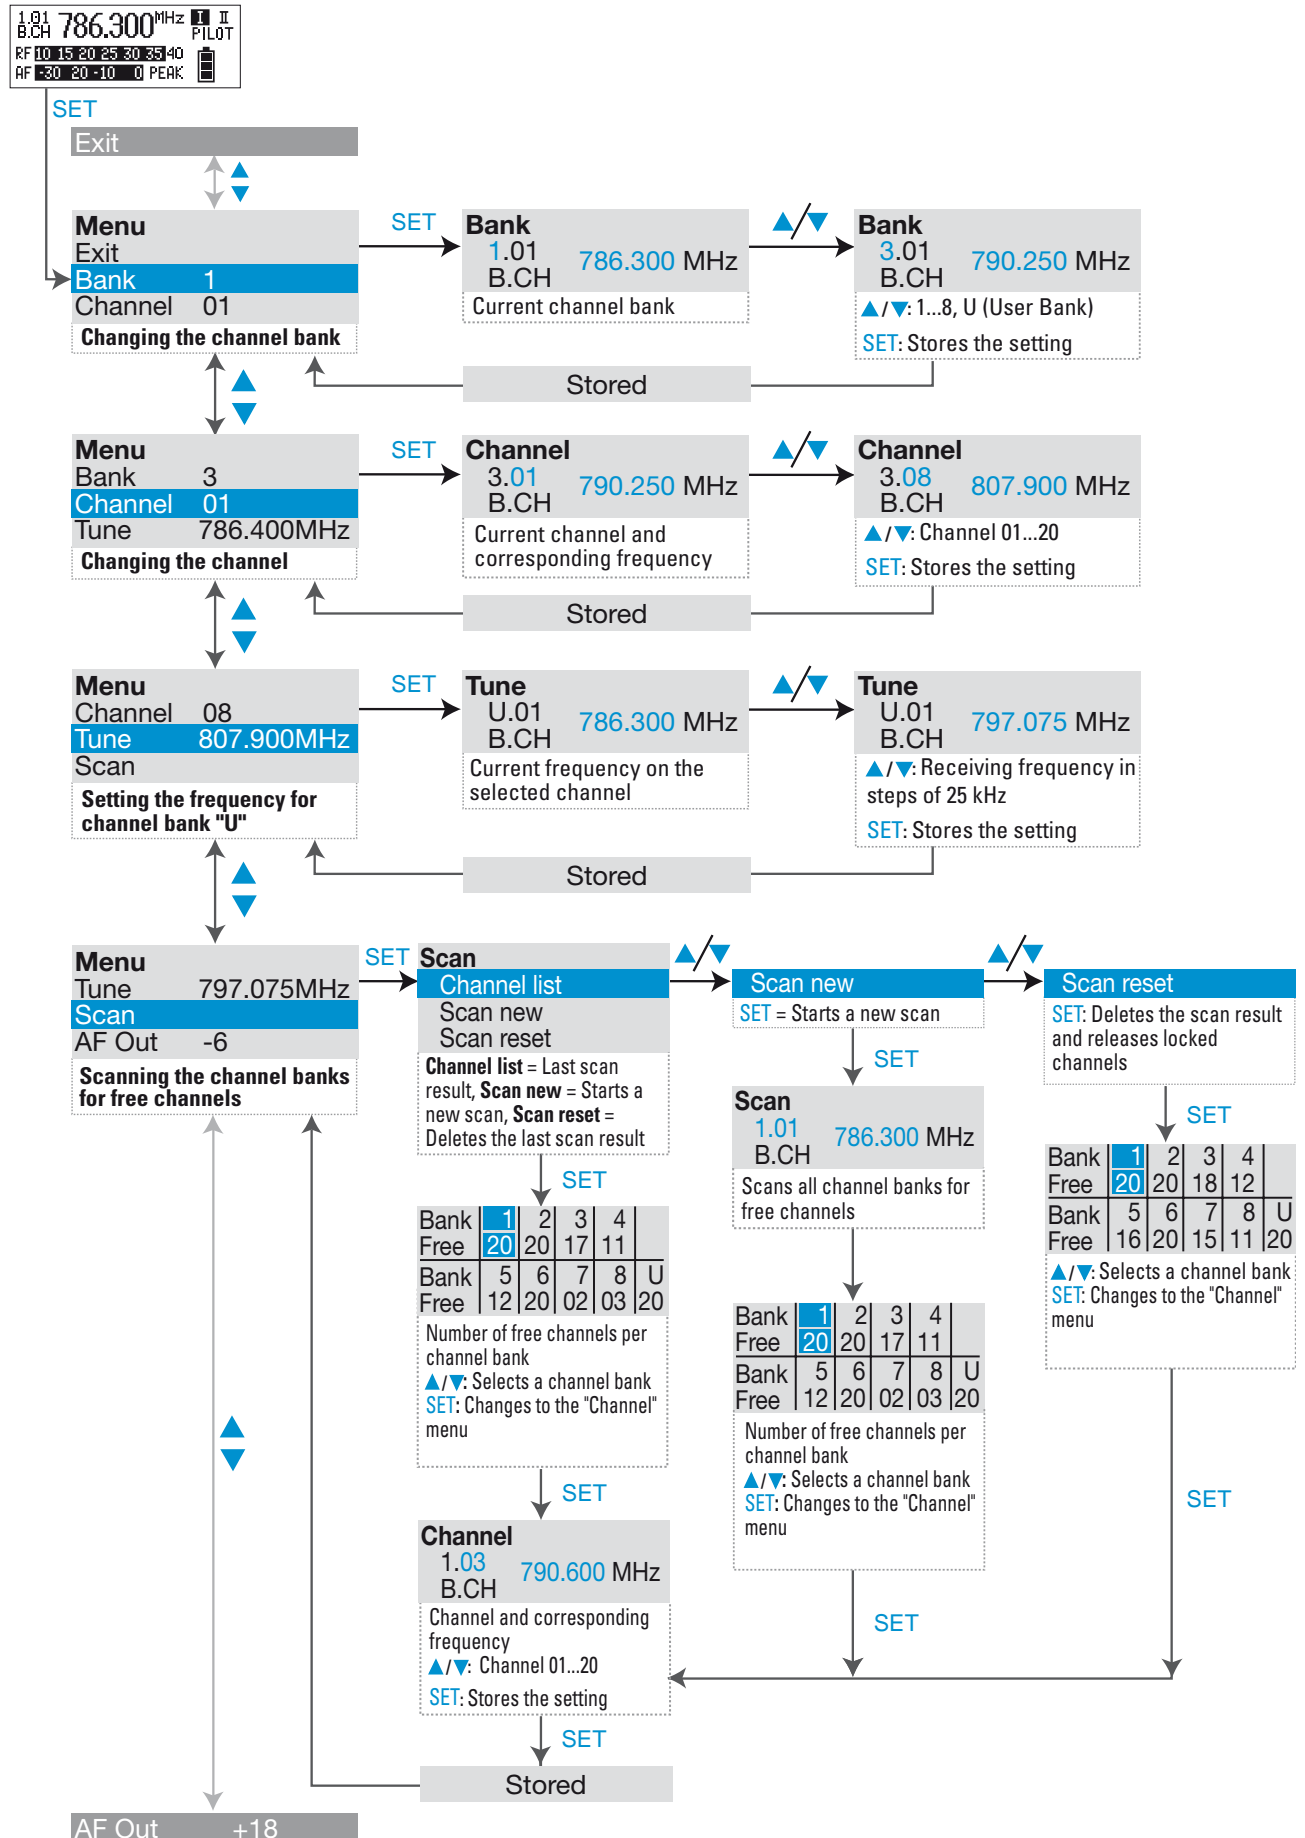 1.01 786.300 MHz I II
B.CH PILOT
RF 10 15 20 25 30 35 40
AF -30 20 -10 0 PEAK
SET
Exit
Menu
Exit
Bank 1
Channel 01
Changing the channel bank
SET
Bank
1.01 786.300 MHz
B.CH
Current channel bank
▲/▼
Bank
3.01 790.250 MHz
B.CH
▲/▼: 1...8, U (User Bank)
SET: Stores the setting
Stored
Menu
Bank 3
Channel 01
Tune 786.400MHz
Changing the channel
SET
Channel
3.01 790.250 MHz
B.CH
Current channel and
corresponding frequency
▲/▼
Channel
3.08 807.900 MHz
B.CH
▲/▼: Channel 01...20
SET: Stores the setting
Stored
Menu
Channel 08
Tune 807.900MHz
Scan
Setting the frequency for
channel bank "U"
SET
Tune
U.01 786.300 MHz
B.CH
Current frequency on the
selected channel
▲/▼
Tune
U.01 797.075 MHz
B.CH
▲/▼: Receiving frequency in
steps of 25 kHz
SET: Stores the setting
Stored
Menu
Tune 797.075MHz
Scan
AF Out -6
Scanning the channel banks
for free channels
SET
Scan
Channel list
Scan new
Scan reset
Channel list = Last scan
result, Scan new = Starts a
new scan, Scan reset =
Deletes the last scan result
SET
Bank 1 2 3 4
Free 20 20 17 11
Bank 5 6 7 8 U
Free 12 20 02 03 20
Number of free channels per
channel bank
▲/▼: Selects a channel bank
SET: Changes to the "Channel"
menu
SET
Channel
1.03 790.600 MHz
B.CH
Channel and corresponding
frequency
▲/▼: Channel 01...20
SET: Stores the setting
SET
Stored
▲/▼
Scan new
SET = Starts a new scan
SET
Scan
1.01 786.300 MHz
B.CH
Scans all channel banks for
free channels
Bank 1 2 3 4
Free 20 20 17 11
Bank 5 6 7 8 U
Free 12 20 02 03 20
Number of free channels per
channel bank
▲/▼: Selects a channel bank
SET: Changes to the "Channel"
menu
SET
▲/▼
Scan reset
SET: Deletes the scan result
and releases locked
channels
SET
Bank 1 2 3 4
Free 20 20 18 12
Bank 5 6 7 8 U
Free 16 20 15 11 20
▲/▼: Selects a channel bank
SET: Changes to the "Channel"
menu
SET
AF Out +18